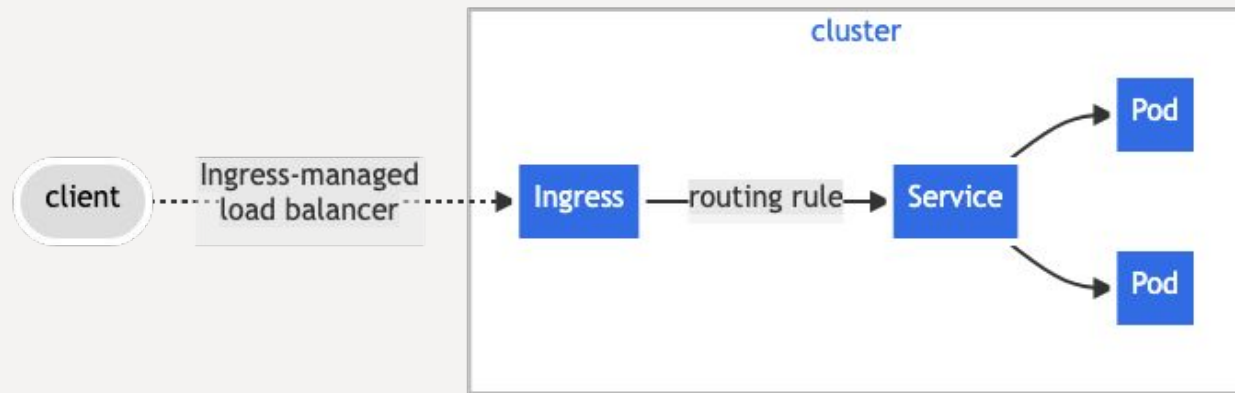 cluster
client
Ingress-managed
load balancer
Ingress
routing rule
Service
Pod
Pod